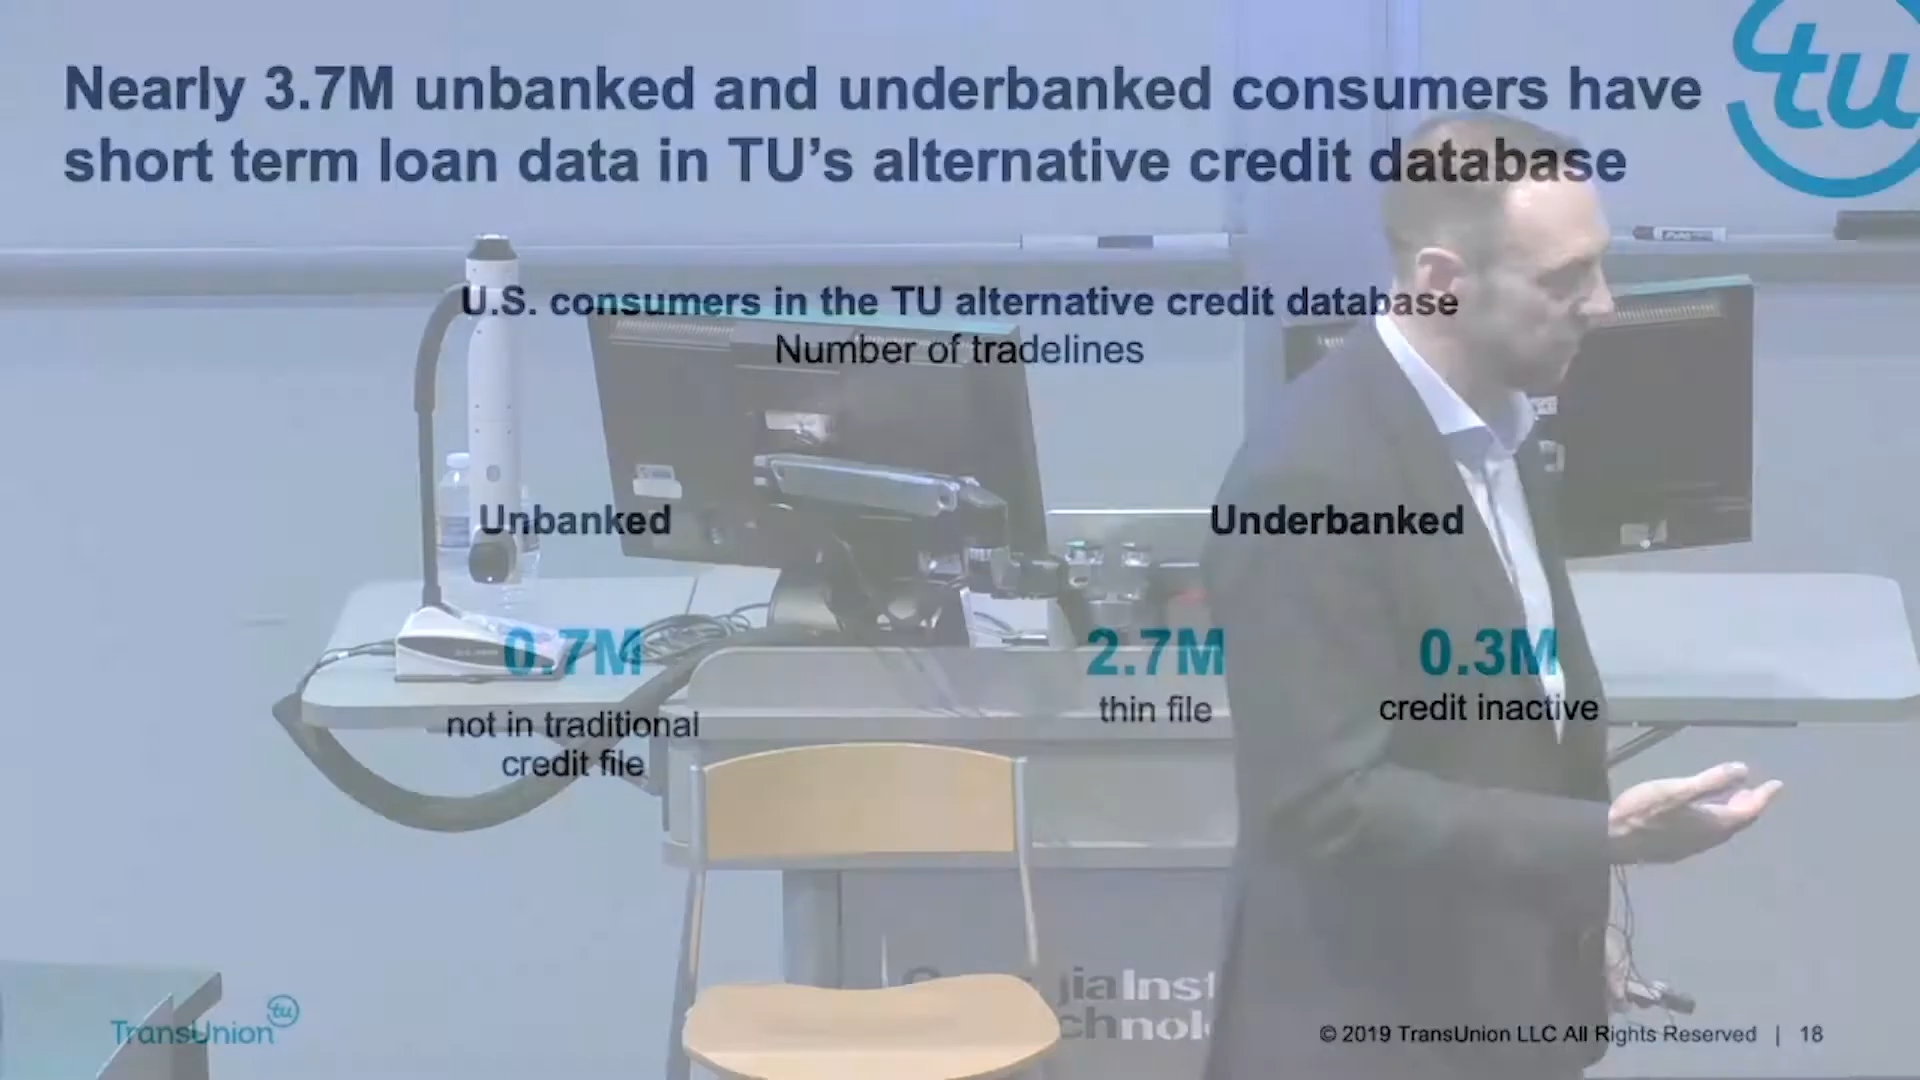 Nearly 3.7M unbanked and underbanked consumers have
short term loan data in TU's alternative credit database
tu
U.S. consumers in the TU alternative credit database
Number of tradelines
Unbanked
Underbanked
0.7M
not in traditional
credit file
2.7M
thin file
0.3M
credit inactive
TransUnion tu
© 2019 TransUnion LLC All Rights Reserved | 18